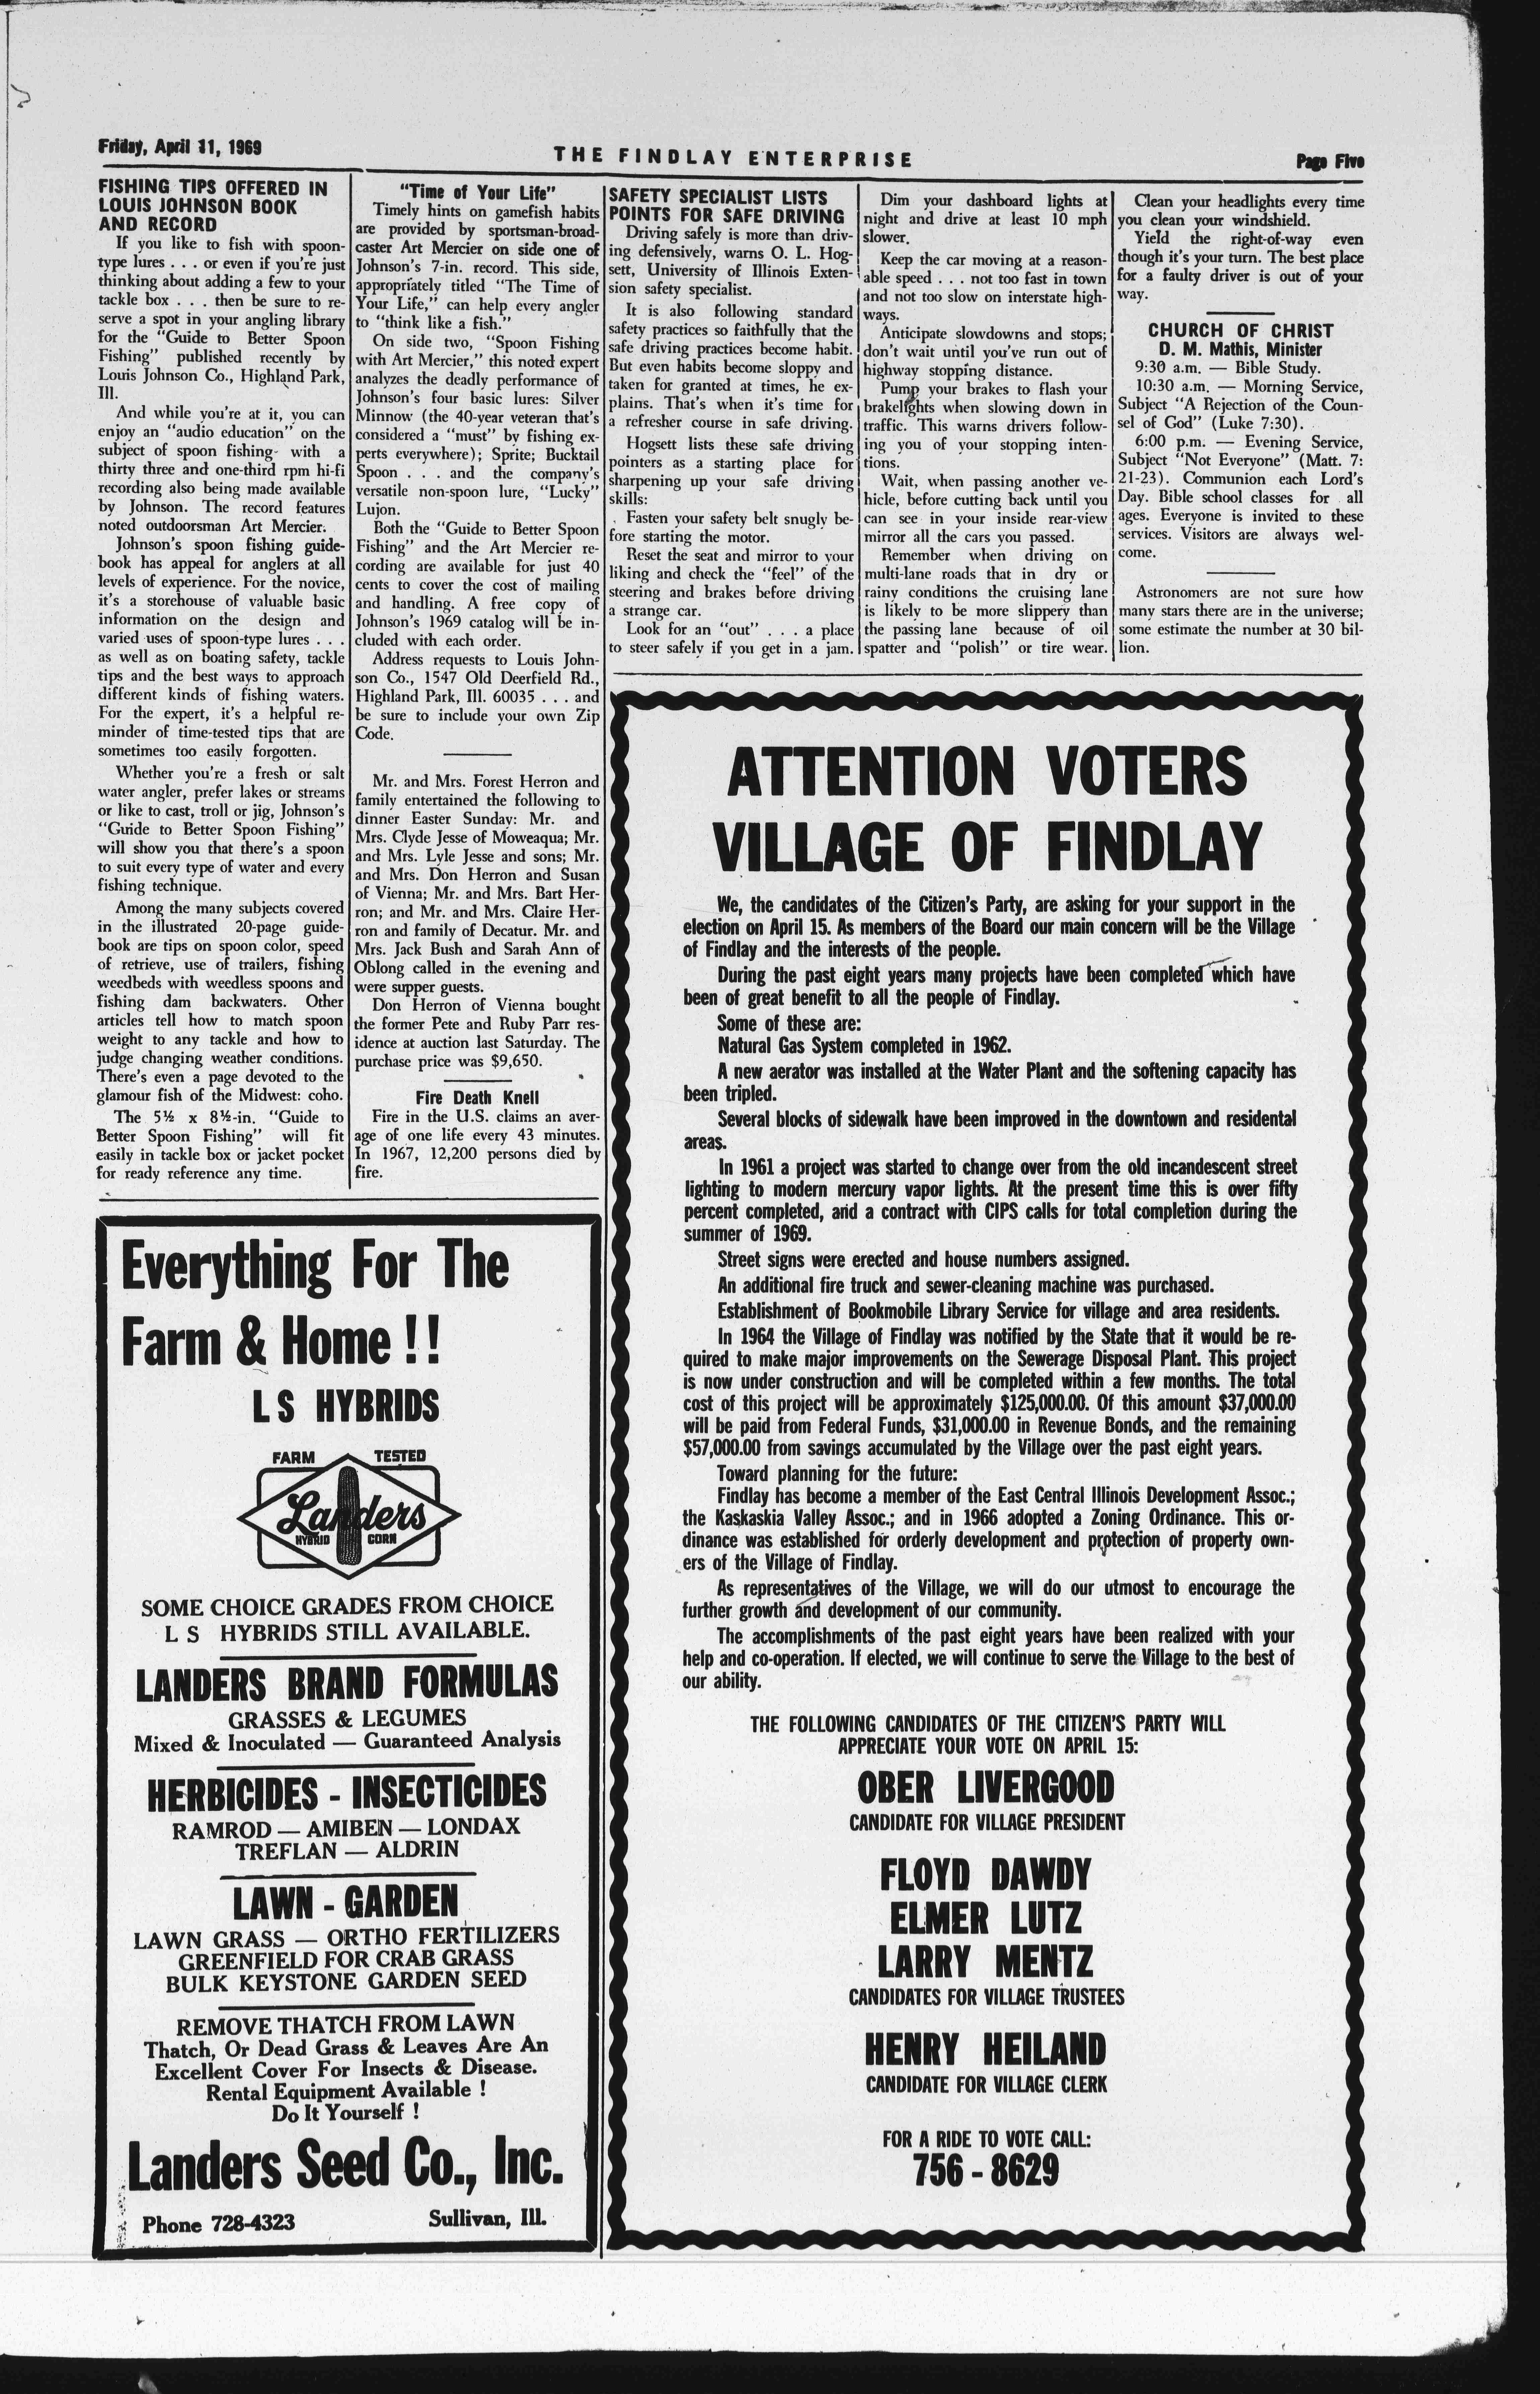 Friday, April 11, 1969
THE FINDLAY ENTERPRISE
Page Five
FISHING TIPS OFFERED IN
LOUIS JOHNSON BOOK
AND RECORD
If you like to fish with spoon-
type lures . . . or even if you're just
thinking about adding a few to your
tackle box . . . then be sure to re-
serve a spot in your angling library
for the "Guide to Better Spoon
Fishing" published recently by
Louis Johnson Co., Highland Park,
Ill.
And while you're at it, you can
enjoy an "audio education" on the
subject of spoon fishing with a
thirty three and one-third rpm hi-fi
recording also being made available
by Johnson. The record features
noted outdoorsman Art Mercier.
Johnson's spoon fishing guide-
book has appeal for anglers at all
levels of experience. For the novice,
it's a storehouse of valuable basic
information on the design and
varied uses of spoon-type lures . . .
as well as on boating safety, tackle
tips and the best ways to approach
different kinds of fishing waters.
For the expert, it's a helpful re-
minder of time-tested tips that are
sometimes too easily forgotten.
Whether you're a fresh or salt
water angler, prefer lakes or streams
or like to cast, troll or jig, Johnson's
"Guide to Better Spoon Fishing"
will show you that there's a spoon
to suit every type of water and every
fishing technique.
Among the many subjects covered
in the illustrated 20-page guide-
book are tips on spoon color, speed
of retrieve, use of trailers, fishing
weedbeds with weedless spoons and
fishing dam backwaters. Other
articles tell how to match spoon
weight to any tackle and how to
judge changing weather conditions.
There's even a page devoted to the
glamour fish of the Midwest: coho.
The 5½ x 8½-in. "Guide to
Better Spoon Fishing" will fit
easily in tackle box or jacket pocket
for ready reference any time.
"Time of Your Life"
Timely hints on gamefish habits
are provided by sportsman-broad-
caster Art Mercier on side one of
Johnson's 7-in. record. This side,
appropriately titled "The Time of
Your Life," can help every angler
to "think like a fish."
On side two, "Spoon Fishing
with Art Mercier," this noted expert
analyzes the deadly performance of
Johnson's four basic lures: Silver
Minnow (the 40-year veteran that's
considered a "must" by fishing ex-
perts everywhere); Sprite; Bucktail
Spoon . . . and the company's
versatile non-spoon lure, "Lucky"
Lujon.
Both the "Guide to Better Spoon
Fishing" and the Art Mercier re-
cording are available for just 40
cents to cover the cost of mailing
and handling. A free copy of
Johnson's 1969 catalog will be in-
cluded with each order.
Address requests to Louis John-
son Co., 1547 Old Deerfield Rd.,
Highland Park, Ill. 60035 . . . and
be sure to include your own Zip
Code.
Mr. and Mrs. Forest Herron and
family entertained the following to
dinner Easter Sunday: Mr. and
Mrs. Clyde Jesse of Moweaqua; Mr.
and Mrs. Lyle Jesse and sons; Mr.
and Mrs. Don Herron and Susan
of Vienna; Mr. and Mrs. Bart Her-
ron; and Mr. and Mrs. Claire Her-
ron and family of Decatur. Mr. and
Mrs. Jack Bush and Sarah Ann of
Oblong called in the evening and
were supper guests.
Don Herron of Vienna bought
the former Pete and Ruby Parr res-
idence at auction last Saturday. The
purchase price was $9,650.
Fire Death Knell
Fire in the U.S. claims an aver-
age of one life every 43 minutes.
In 1967, 12,200 persons died by
fire.
SAFETY SPECIALIST LISTS
POINTS FOR SAFE DRIVING
Driving safely is more than driv-
ing defensively, warns O. L. Hog-
sett, University of Illinois Exten-
sion safety specialist.
It is also following standard
safety practices so faithfully that the
safe driving practices become habit.
But even habits become sloppy and
taken for granted at times, he ex-
plains. That's when it's time for
a refresher course in safe driving.
Hogsett lists these safe driving
pointers as a starting place for
sharpening up your safe driving
skills:
Fasten your safety belt snugly be-
fore starting the motor.
Reset the seat and mirror to your
liking and check the "feel" of the
steering and brakes before driving
a strange car.
Look for an "out" . . . a place
to steer safely if you get in a jam.
Dim your dashboard lights at
night and drive at least 10 mph
slower.
Keep the car moving at a reason-
able speed . . . not too fast in town
and not too slow on interstate high-
ways.
Anticipate slowdowns and stops;
don't wait until you've run out of
highway stopping distance.
Pump your brakes to flash your
brakelights when slowing down in
traffic. This warns drivers follow-
ing you of your stopping inten-
tions.
Wait, when passing another ve-
hicle, before cutting back until you
can see in your inside rear-view
mirror all the cars you passed.
Remember when driving on
multi-lane roads that in dry or
rainy conditions the cruising lane
is likely to be more slippery than
the passing lane because of oil
spatter and "polish" or tire wear.
Clean your headlights every time
you clean your windshield.
Yield the right-of-way even
though it's your turn. The best place
for a faulty driver is out of your
way.
CHURCH OF CHRIST
D. M. Mathis, Minister
9:30 a.m. — Bible Study.
10:30 a.m. — Morning Service,
Subject "A Rejection of the Coun-
sel of God" (Luke 7:30).
6:00 p.m. — Evening Service,
Subject "Not Everyone" (Matt. 7:
21-23). Communion each Lord's
Day. Bible school classes for all
ages. Everyone is invited to these
services. Visitors are always wel-
come.
Astronomers are not sure how
many stars there are in the universe;
some estimate the number at 30 bil-
lion.
Everything For The
Farm & Home !!
L S HYBRIDS
FARM TESTED
Landers
HYBRID CORN
SOME CHOICE GRADES FROM CHOICE
L S HYBRIDS STILL AVAILABLE.
LANDERS BRAND FORMULAS
GRASSES & LEGUMES
Mixed & Inoculated — Guaranteed Analysis
HERBICIDES - INSECTICIDES
RAMROD — AMIBEN — LONDAX
TREFLAN — ALDRIN
LAWN - GARDEN
LAWN GRASS — ORTHO FERTILIZERS
GREENFIELD FOR CRAB GRASS
BULK KEYSTONE GARDEN SEED
REMOVE THATCH FROM LAWN
Thatch, Or Dead Grass & Leaves Are An
Excellent Cover For Insects & Disease.
Rental Equipment Available !
Do It Yourself !
Landers Seed Co., Inc.
Phone 728-4323 Sullivan, Ill.
ATTENTION VOTERS
VILLAGE OF FINDLAY
We, the candidates of the Citizen's Party, are asking for your support in the
election on April 15. As members of the Board our main concern will be the Village
of Findlay and the interests of the people.
During the past eight years many projects have been completed which have
been of great benefit to all the people of Findlay.
Some of these are:
Natural Gas System completed in 1962.
A new aerator was installed at the Water Plant and the softening capacity has
been tripled.
Several blocks of sidewalk have been improved in the downtown and residential
areas.
In 1961 a project was started to change over from the old incandescent street
lighting to modern mercury vapor lights. At the present time this is over fifty
percent completed, and a contract with CIPS calls for total completion during the
summer of 1969.
Street signs were erected and house numbers assigned.
An additional fire truck and sewer-cleaning machine was purchased.
Establishment of Bookmobile Library Service for village and area residents.
In 1964 the Village of Findlay was notified by the State that it would be re-
quired to make major improvements on the Sewerage Disposal Plant. This project
is now under construction and will be completed within a few months. The total
cost of this project will be approximately $125,000.00. Of this amount $37,000.00
will be paid from Federal Funds, $31,000.00 in Revenue Bonds, and the remaining
$57,000.00 from savings accumulated by the Village over the past eight years.
Toward planning for the future:
Findlay has become a member of the East Central Illinois Development Assoc.;
the Kaskaskia Valley Assoc.; and in 1966 adopted a Zoning Ordinance. This or-
dinance was established for orderly development and protection of property own-
ers of the Village of Findlay.
As representatives of the Village, we will do our utmost to encourage the
further growth and development of our community.
The accomplishments of the past eight years have been realized with your
help and co-operation. If elected, we will continue to serve the Village to the best of
our ability.
THE FOLLOWING CANDIDATES OF THE CITIZEN'S PARTY WILL
APPRECIATE YOUR VOTE ON APRIL 15:
OBER LIVERGOOD
CANDIDATE FOR VILLAGE PRESIDENT
FLOYD DAWDY
ELMER LUTZ
LARRY MENTZ
CANDIDATES FOR VILLAGE TRUSTEES
HENRY HEILAND
CANDIDATE FOR VILLAGE CLERK
FOR A RIDE TO VOTE CALL:
756 - 8629